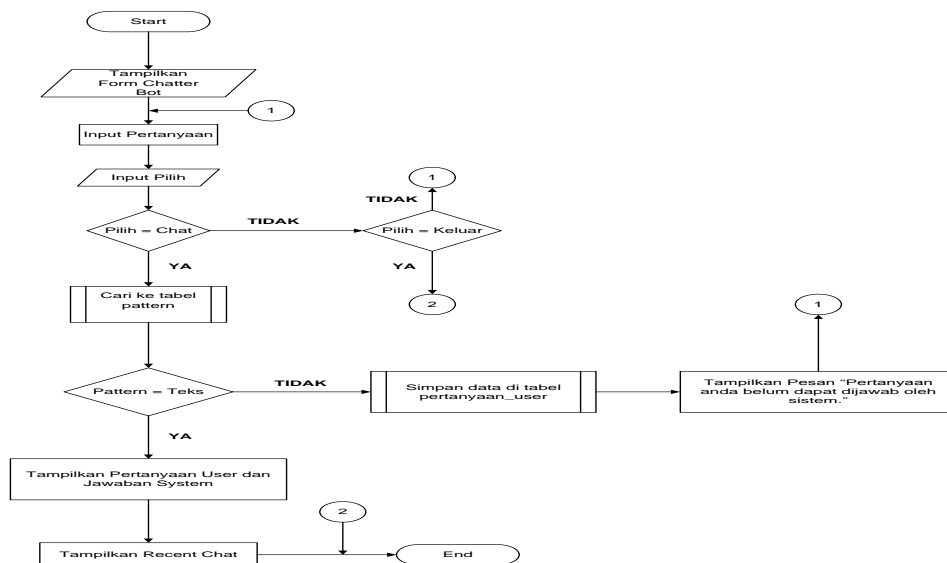 Start
Tampilkan
Form Chatter
Bot
1
Input Pertanyaan
Input Pilih
1
TIDAK
Pilih = Chat
TIDAK
Pilih = Keluar
YA
YA
Cari ke tabel
pattern
2
1
Pattern = Teks
TIDAK
Simpan data di tabel
pertanyaan_user
Tampilkan Pesan "Pertanyaan
anda belum dapat dijawab oleh
sistem."
YA
Tampilkan Pertanyaan User dan
Jawaban System
2
Tampilkan Recent Chat
End